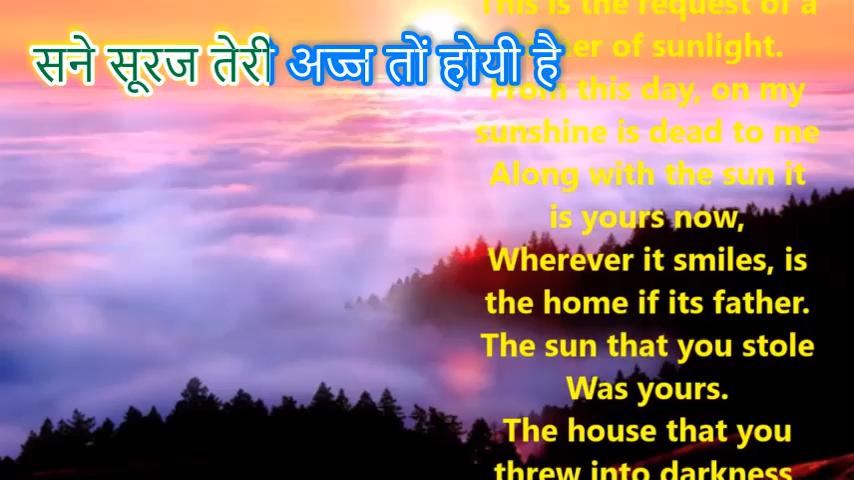 सने सूरज तेरी अज्ज तों होयी है
This is the request of a
er of sunlight.
From this day, on my
sunshine is dead to me
Along with the sun it
is yours now,
Wherever it smiles, is
the home if its father.
The sun that you stole
Was yours.
The house that you
threw into darkness